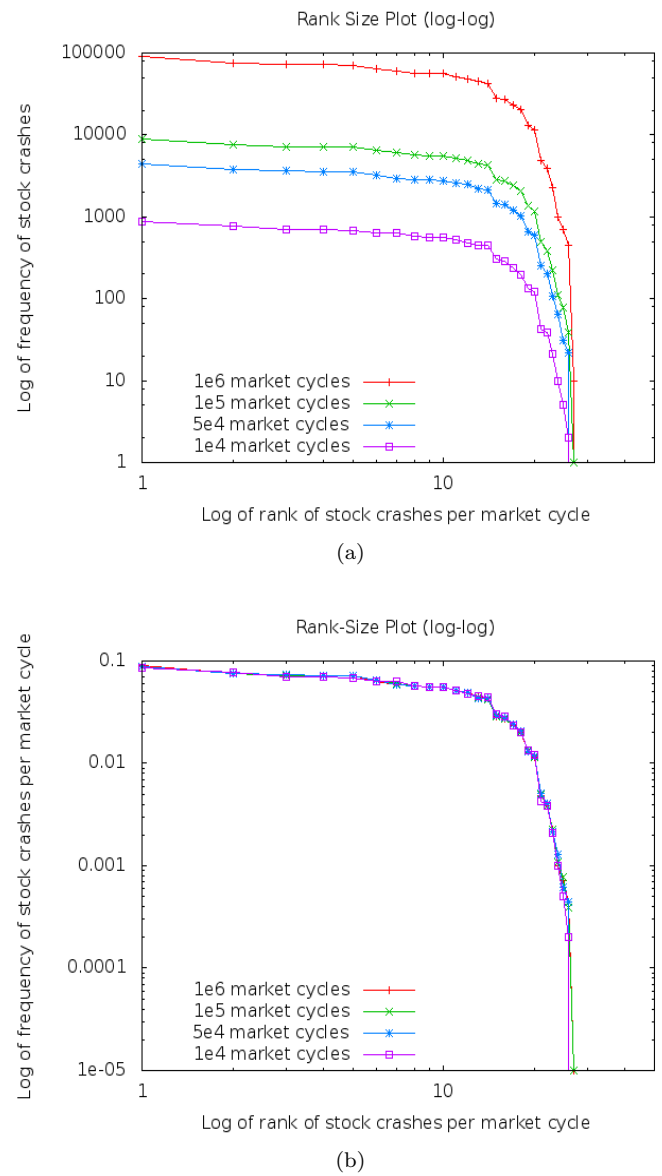 Rank Size Plot (log-log)
Log of frequency of stock crashes
100000
10000
1000
100
10
1
1e6 market cycles
1e5 market cycles
5e4 market cycles
1e4 market cycles
1
10
Log of rank of stock crashes per market cycle
(a)
Rank-Size Plot (log-log)
Log of frequency of stock crashes per market cycle
0.1
0.01
0.001
0.0001
1e-05
1e6 market cycles
1e5 market cycles
5e4 market cycles
1e4 market cycles
1
10
Log of rank of stock crashes per market cycle
(b)